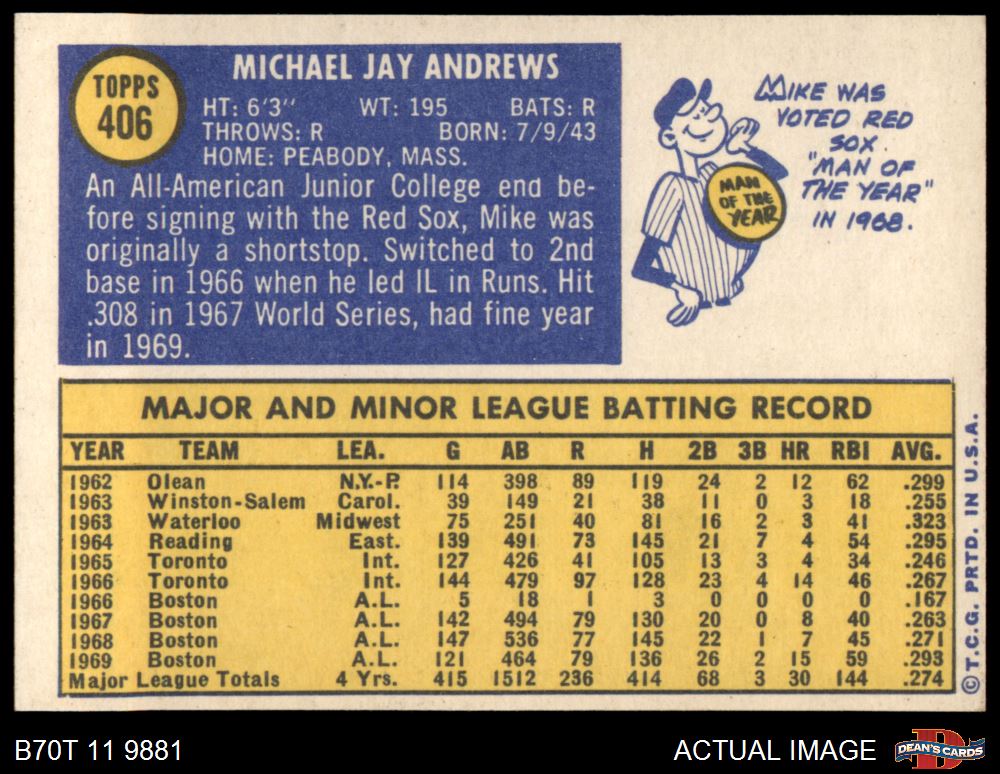 TOPPS
406
MICHAEL JAY ANDREWS
HT: 6'3" WT: 195 BATS: R
THROWS: R BORN: 7/9/43
HOME: PEABODY, MASS.
An All-American Junior College end be-
fore signing with the Red Sox, Mike was
originally a shortstop. Switched to 2nd
base in 1966 when he led IL in Runs. Hit
.308 in 1967 World Series, had fine year
in 1969.
MIKE WAS
VOTED RED
SOX
"MAN OF
THE YEAR"
IN 1968.
MAN
OF THE
YEAR
MAJOR AND MINOR LEAGUE BATTING RECORD
YEAR TEAM LEA. G AB R H 2B 3B HR RBI AVG.
1962 Olean N.Y.-P. 114 398 89 119 24 2 12 62 .299
1963 Winston-Salem Carol. 39 149 21 38 11 0 3 18 .255
1963 Waterloo Midwest 75 251 40 81 16 2 3 41 .323
1964 Reading East. 139 491 73 145 21 7 4 54 .295
1965 Toronto Int. 127 426 41 105 13 3 4 34 .246
1966 Toronto Int. 144 479 97 128 23 4 14 46 .267
1966 Boston A.L. 5 18 1 3 0 0 0 0 .167
1967 Boston A.L. 142 494 79 130 20 0 8 40 .263
1968 Boston A.L. 147 536 77 145 22 1 7 45 .271
1969 Boston A.L. 121 464 79 136 26 2 15 59 .293
Major League Totals 4 Yrs. 415 1512 236 414 68 3 30 144 .274
© T.C.G. PRTD. IN U.S.A.
B70T 11 9881
ACTUAL IMAGE
DEAN'S CARDS